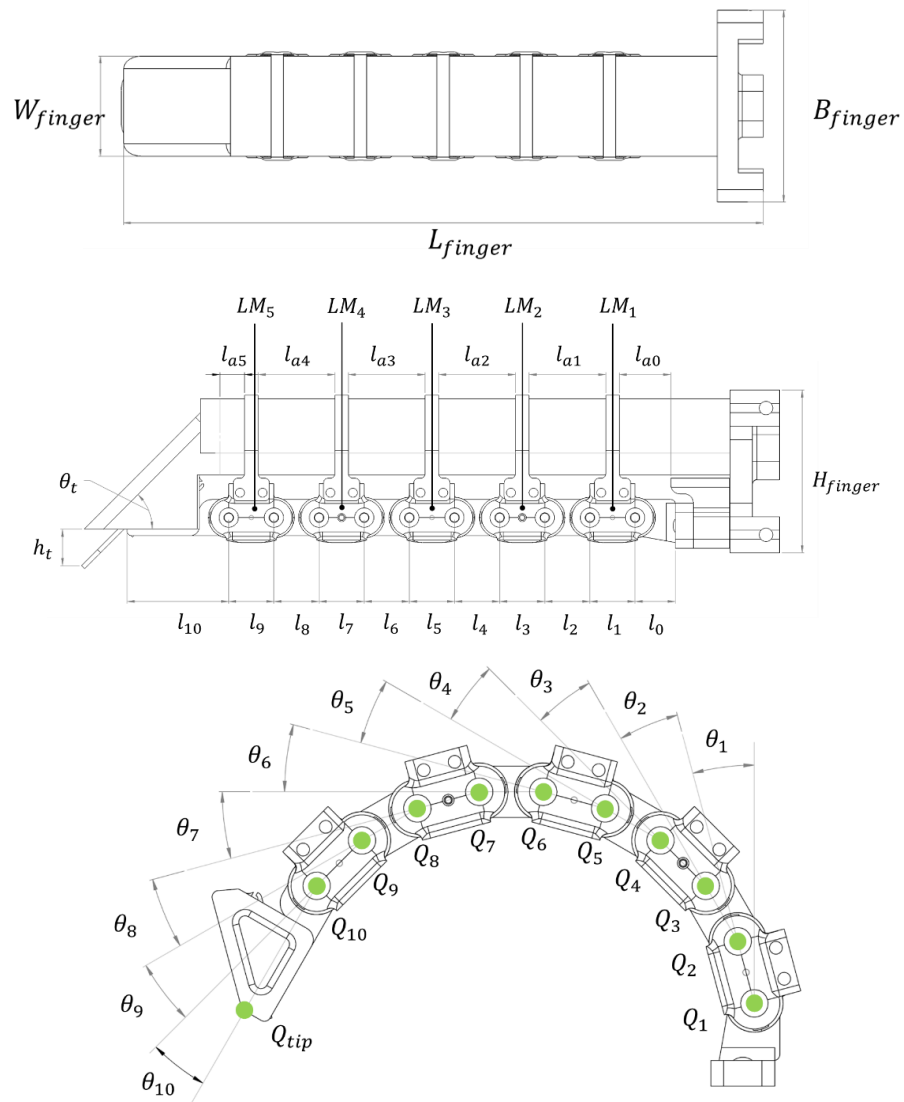 W_finger
B_finger
L_finger
LM_5 LM_4 LM_3 LM_2 LM_1
l_a5 l_a4 l_a3 l_a2 l_a1 l_a0
θ_t
H_finger
h_t
l_10 l_9 l_8 l_7 l_6 l_5 l_4 l_3 l_2 l_1 l_0
θ_5 θ_4 θ_3 θ_2 θ_1
θ_6
θ_7
Q_8 Q_7 Q_6 Q_5
Q_9 Q_4
θ_8 Q_10 Q_3
Q_2
θ_9 Q_1
Q_tip
θ_10